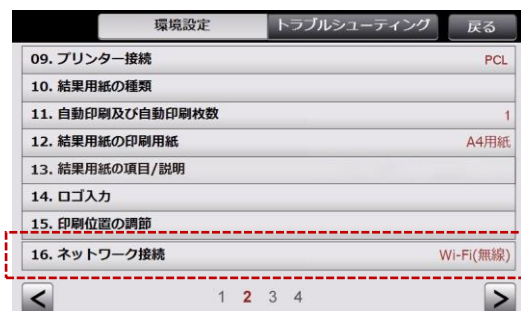 環境設定 トラブルシューティング 戻る
09. プリンター接続 PCL
10. 結果用紙の種類
11. 自動印刷及び自動印刷枚数 1
12. 結果用紙の印刷用紙 A4用紙
13. 結果用紙の項目/説明
14. ロゴ入力
15. 印刷位置の調節
16. ネットワーク接続 Wi-Fi(無線)
< 1 2 3 4 >